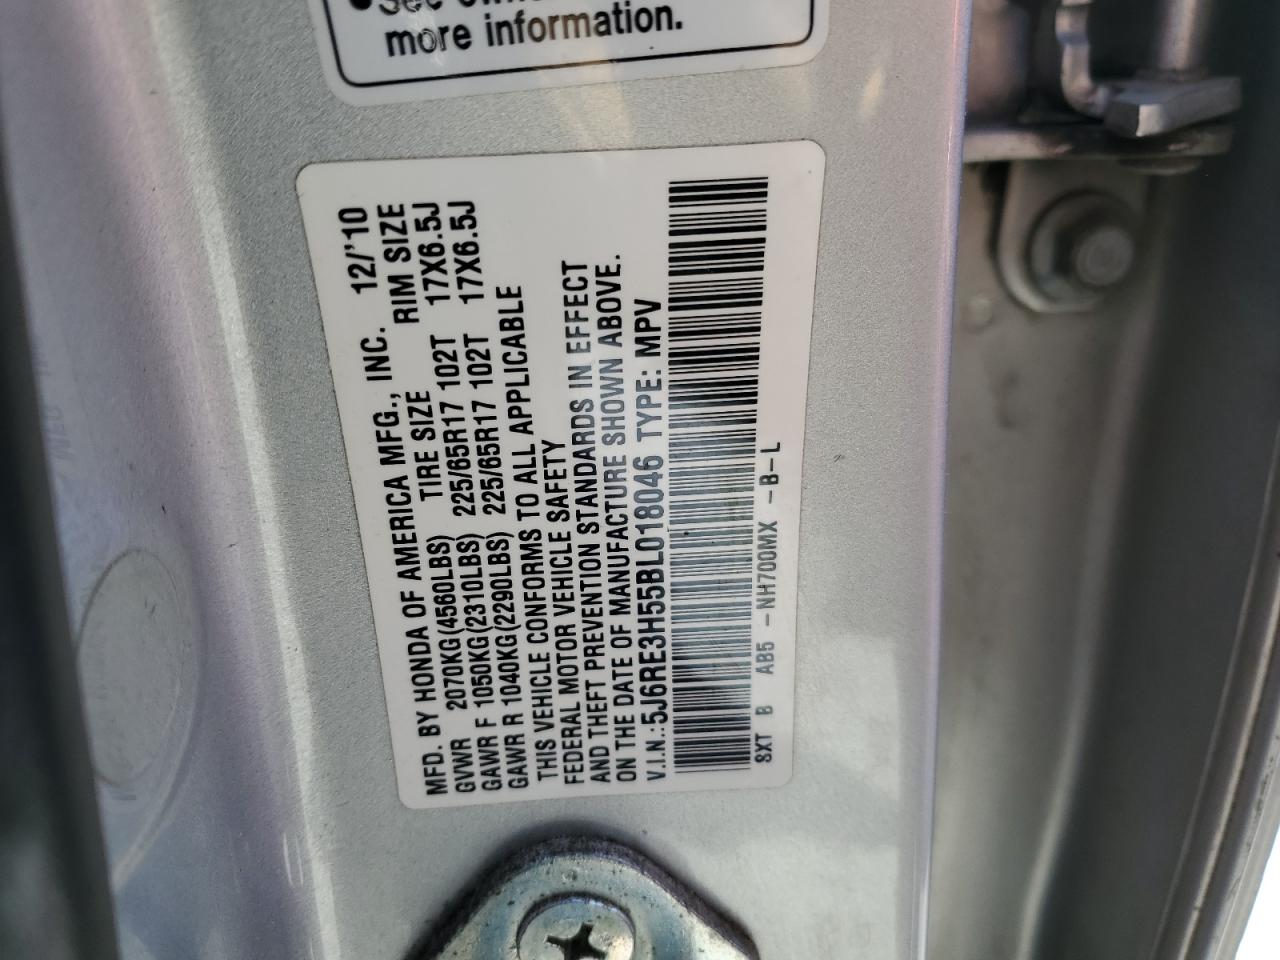 more information.
MFD. BY HONDA OF AMERICA MFG., INC. 12/'10
TIRE SIZE RIM SIZE
GVWR 2070KG(4560LBS)
GAWR F 1050KG(2310LBS) 225/65R17 102T 17X6.5J
GAWR R 1040KG(2290LBS) 225/65R17 102T 17X6.5J
THIS VEHICLE CONFORMS TO ALL APPLICABLE
FEDERAL MOTOR VEHICLE SAFETY
AND THEFT PREVENTION STANDARDS IN EFFECT
ON THE DATE OF MANUFACTURE SHOWN ABOVE.
V.I.N.:5J6RE3H55BL018046 TYPE: MPV
SXT B AB5 -NH700MX -B-L